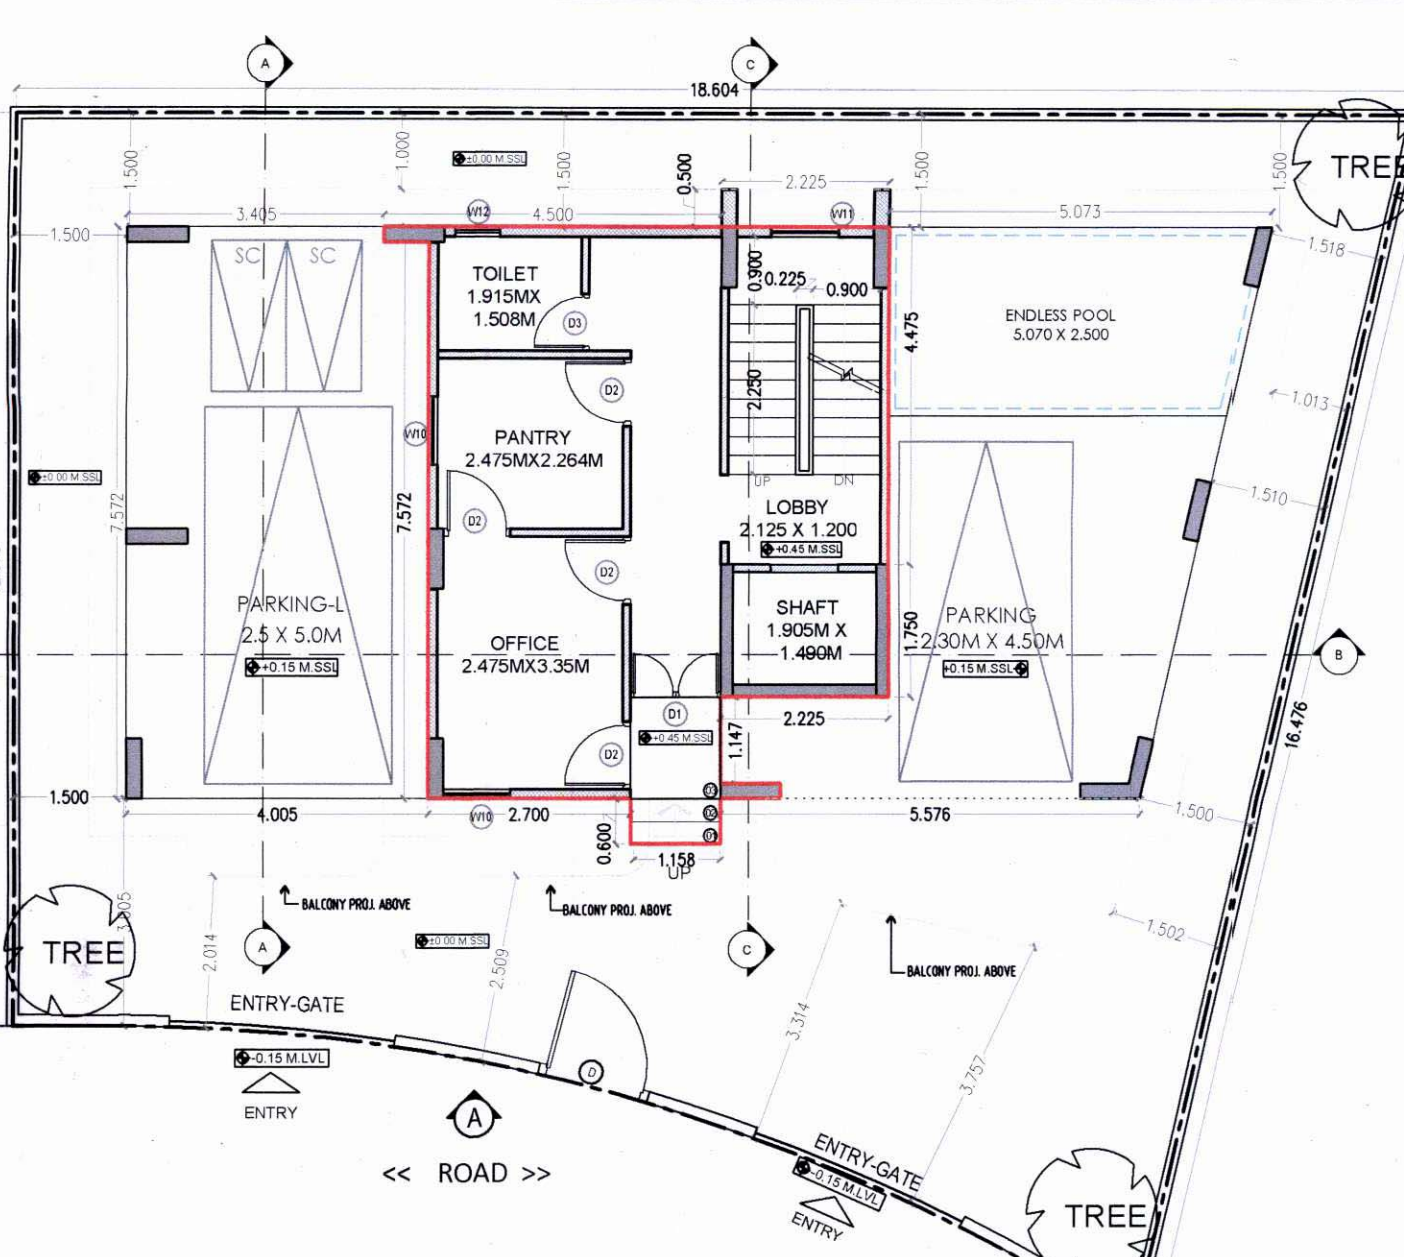 A
C
18.604
1.500
1.000
±0.00 M.SSL
1.500
0.500
2.225
1.500
1.500
TREE
3.405
W12
4.500
W11
5.073
1.500
SC
SC
TOILET
1.915MX
1.508M
D3
0.900
0.225
0.900
4.475
ENDLESS POOL
5.070 X 2.500
1.518
D2
2.250
1.013
W10
PANTRY
2.475MX2.264M
±0.00 M.SSL
UP
DN
7.572
7.572
D2
LOBBY
2.125 X 1.200
+0.45 M.SSL
1.510
D2
PARKING-L
2.5 X 5.0M
+0.15 M.SSL
OFFICE
2.475MX3.35M
SHAFT
1.905M X
1.490M
1.750
PARKING
2.30M X 4.50M
+0.15 M.SSL
B
D1
+0.45 M.SSL
2.225
1.147
16.476
D2
1.500
D3
4.005
W10
2.700
D2
5.576
1.500
0.600
D1
1.158
UP
BALCONY PROJ. ABOVE
BALCONY PROJ. ABOVE
1.502
TREE
2.014
A
±0.00 M.SSL
2.509
C
BALCONY PROJ. ABOVE
ENTRY-GATE
3.314
3.757
-0.15 M.LVL
D
ENTRY
A
<< ROAD >>
ENTRY-GATE
-0.15 M.LVL
ENTRY
TREE